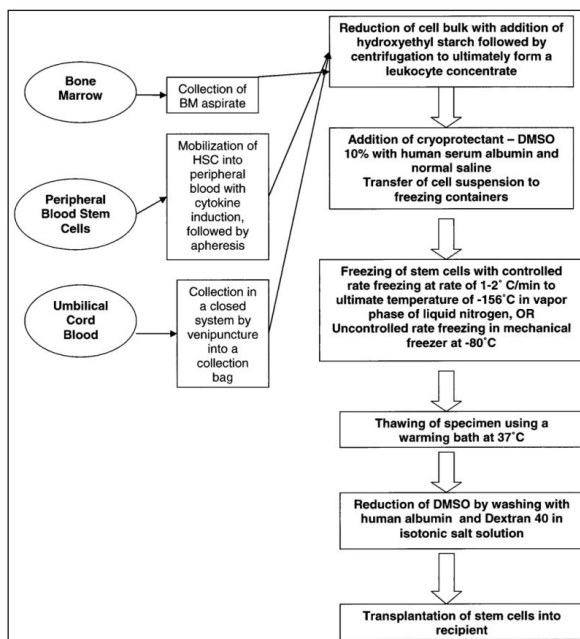 Bone
Marrow
Collection of
BM aspirate
Peripheral
Blood Stem
Cells
Mobilization of
HSC into
peripheral
blood with
cytokine
induction,
followed by
apheresis
Umbilical
Cord
Blood
Collection in
a closed
system by
venipuncture
into a
collection
bag
Reduction of cell bulk with addition of
hydroxyethyl starch followed by
centrifugation to ultimately form a
leukocyte concentrate
Addition of cryoprotectant – DMSO
10% with human serum albumin and
normal saline
Transfer of cell suspension to
freezing containers
Freezing of stem cells with controlled
rate freezing at rate of 1-2˚ C/min to
ultimate temperature of -156˚C in vapor
phase of liquid nitrogen, OR
Uncontrolled rate freezing in mechanical
freezer at -80˚C
Thawing of specimen using a
warming bath at 37˚C
Reduction of DMSO by washing with
human albumin and Dextran 40 in
isotonic salt solution
Transplantation of stem cells into
recipient